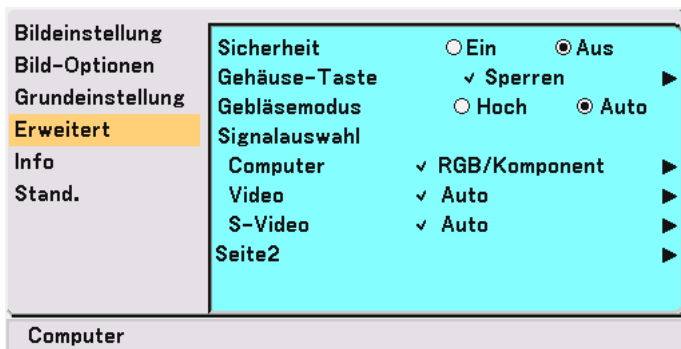 Bildeinstellung
Bild-Optionen
Grundeinstellung
Erweitert
Info
Stand.
Sicherheit Ein Aus
Gehäuse-Taste ✓ Sperren ▶
Gebläsemodus Hoch Auto
Signalauswahl
Computer ✓ RGB/Komponent ▶
Video ✓ Auto ▶
S-Video ✓ Auto ▶
Seite2 ▶
Computer